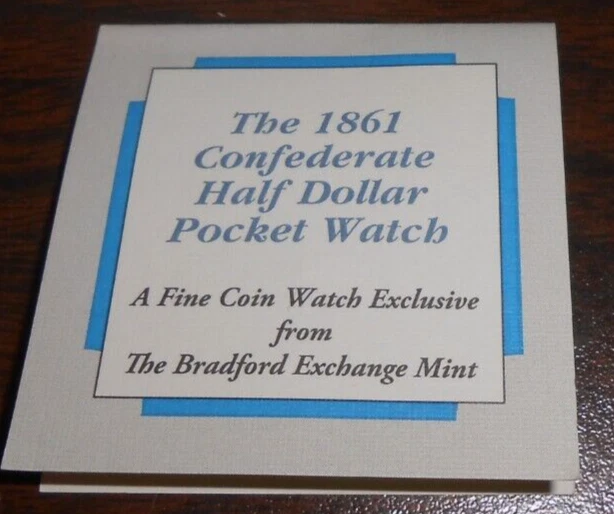 The 1861
Confederate
Half Dollar
Pocket Watch
A Fine Coin Watch Exclusive
from
The Bradford Exchange Mint